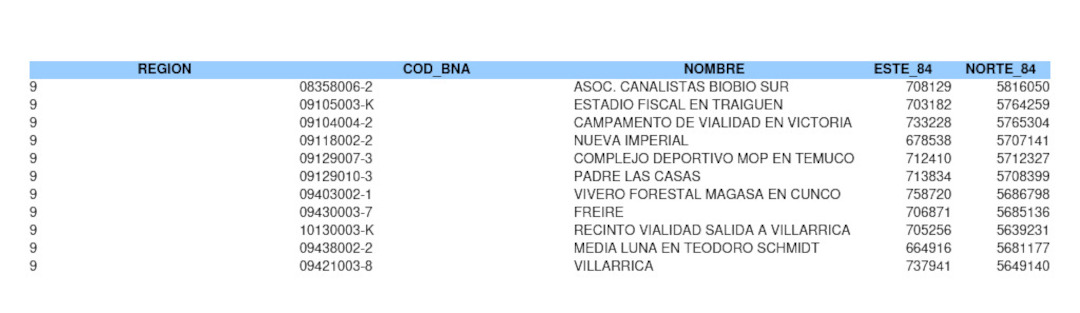 REGION COD_BNA NOMBRE ESTE_84 NORTE_84
9 08358006-2 ASOC. CANALISTAS BIOBIO SUR 708129 5816050
9 09105003-K ESTADIO FISCAL EN TRAIGUEN 703182 5764259
9 09104004-2 CAMPAMENTO DE VIALIDAD EN VICTORIA 733228 5765304
9 09118002-2 NUEVA IMPERIAL 678538 5707141
9 09129007-3 COMPLEJO DEPORTIVO MOP EN TEMUCO 712410 5712327
9 09129010-3 PADRE LAS CASAS 713834 5708399
9 09403002-1 VIVERO FORESTAL MAGASA EN CUNCO 758720 5686798
9 09430003-7 FREIRE 706871 5685136
9 10130003-K RECINTO VIALIDAD SALIDA A VILLARRICA 705256 5639231
9 09438002-2 MEDIA LUNA EN TEODORO SCHMIDT 664916 5681177
9 09421003-8 VILLARRICA 737941 5649140